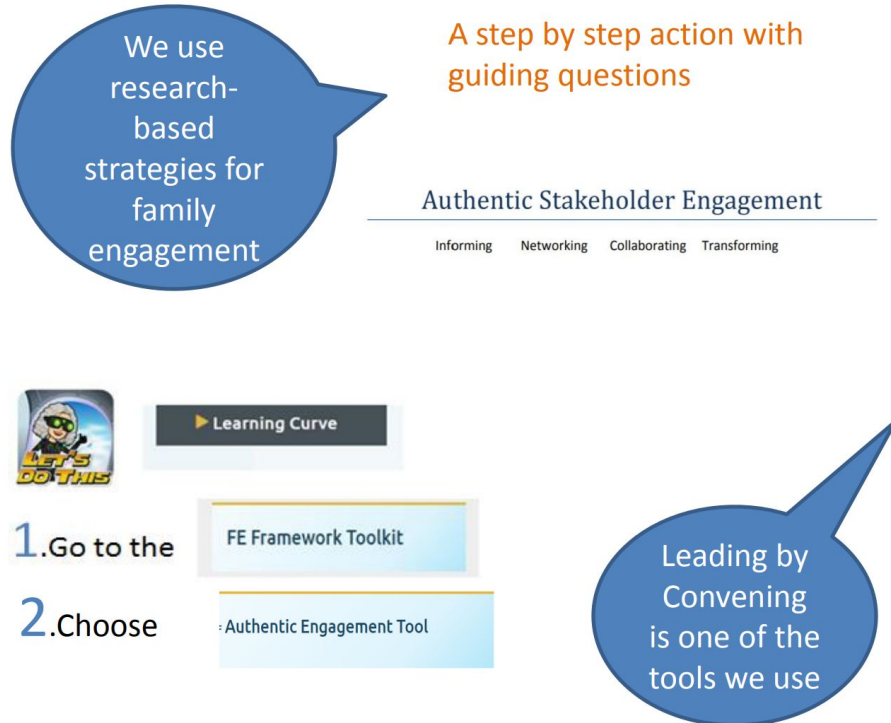 We use
research-
based
strategies for
family
engagement
A step by step action with
guiding questions
Authentic Stakeholder Engagement
Informing Networking Collaborating Transforming
LET'S
DO THIS
Learning Curve
1.Go to the
FE Framework Toolkit
2.Choose
Authentic Engagement Tool
Leading by
Convening
is one of the
tools we use